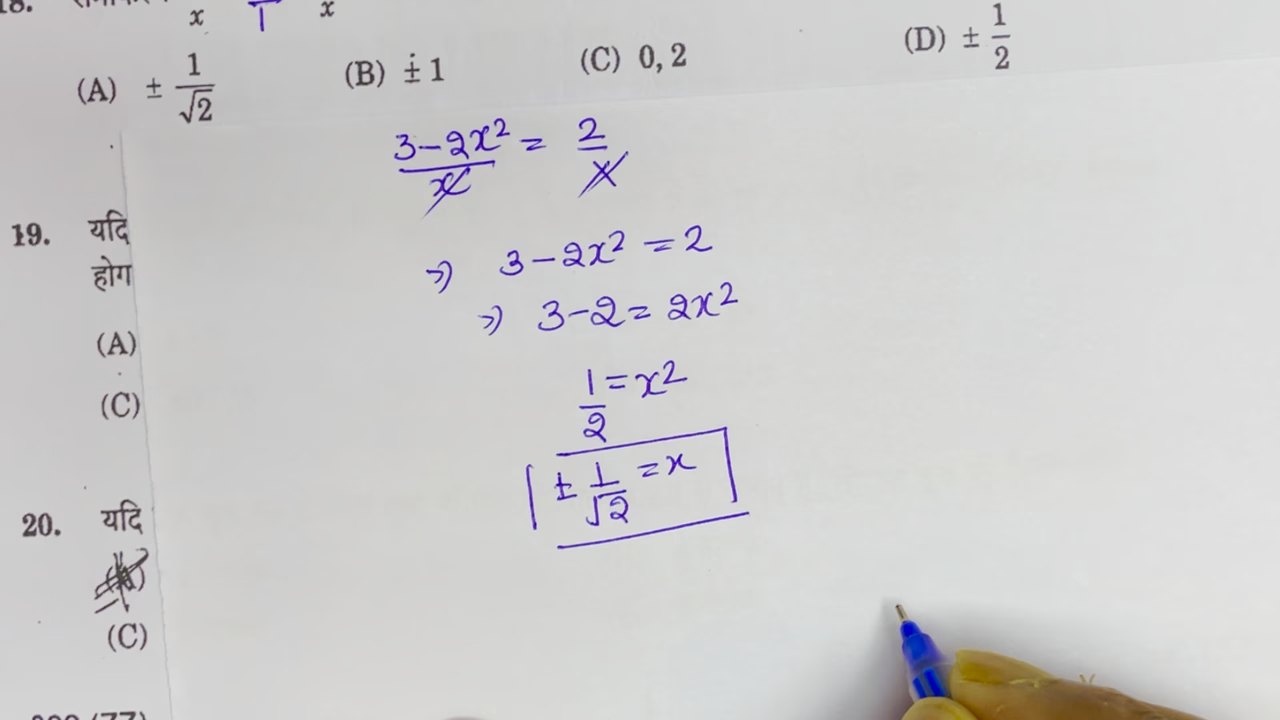 18.
x 1 x
(A) ± 1/√2 (B) ± 1 (C) 0, 2 (D) ± 1/2
(3-2x²)/x = 2/x
⇒ 3-2x² = 2
⇒ 3-2 = 2x²
1/2 = x²
± 1/√2 = x
19. यदि
होग
(A)
(C)
20. यदि
(A)
(C)